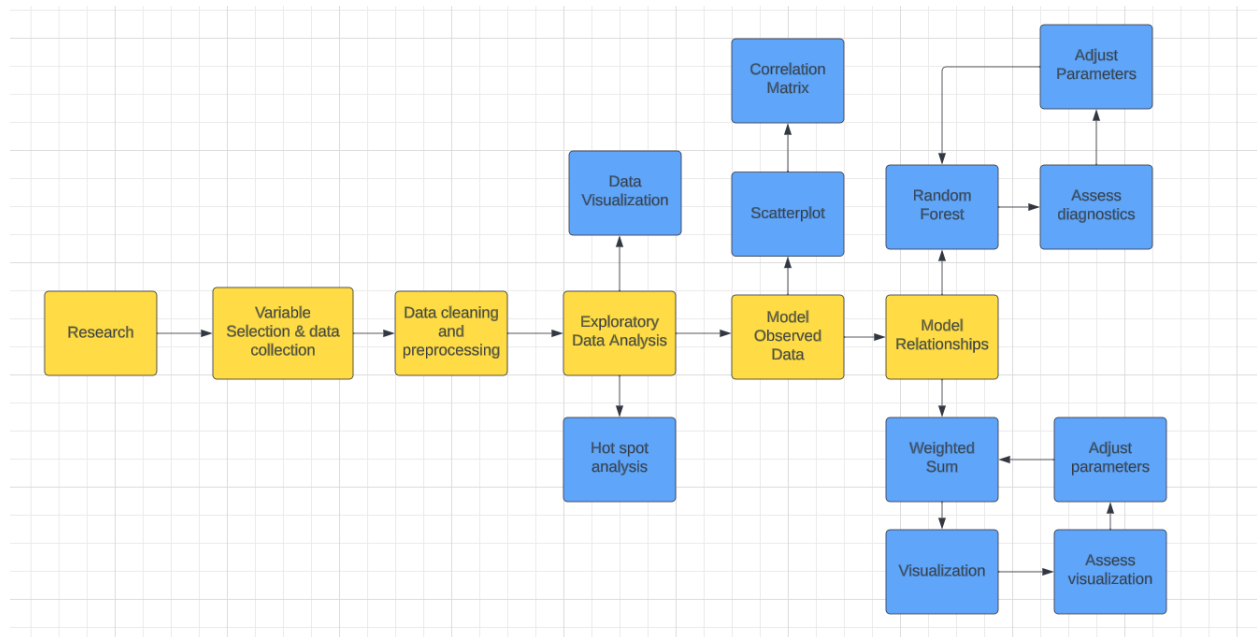 Correlation
Matrix
Adjust
Parameters
Data
Visualization
Scatterplot
Random
Forest
Assess
diagnostics
Research
Variable
Selection & data
collection
Data cleaning
and
preprocessing
Exploratory
Data Analysis
Model
Observed
Data
Model
Relationships
Hot spot
analysis
Weighted
Sum
Adjust
parameters
Visualization
Assess
visualization